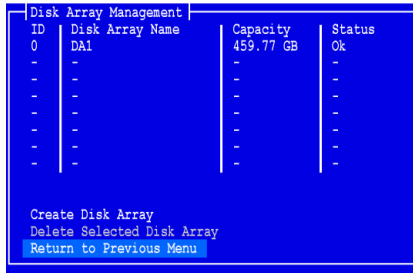 Disk Array Management
ID Disk Array Name Capacity Status
0 DA1 459.77 GB Ok
- - - -
- - - -
- - - -
- - - -
- - - -
- - - -
- - - -
Create Disk Array
Delete Selected Disk Array
Return to Previous Menu